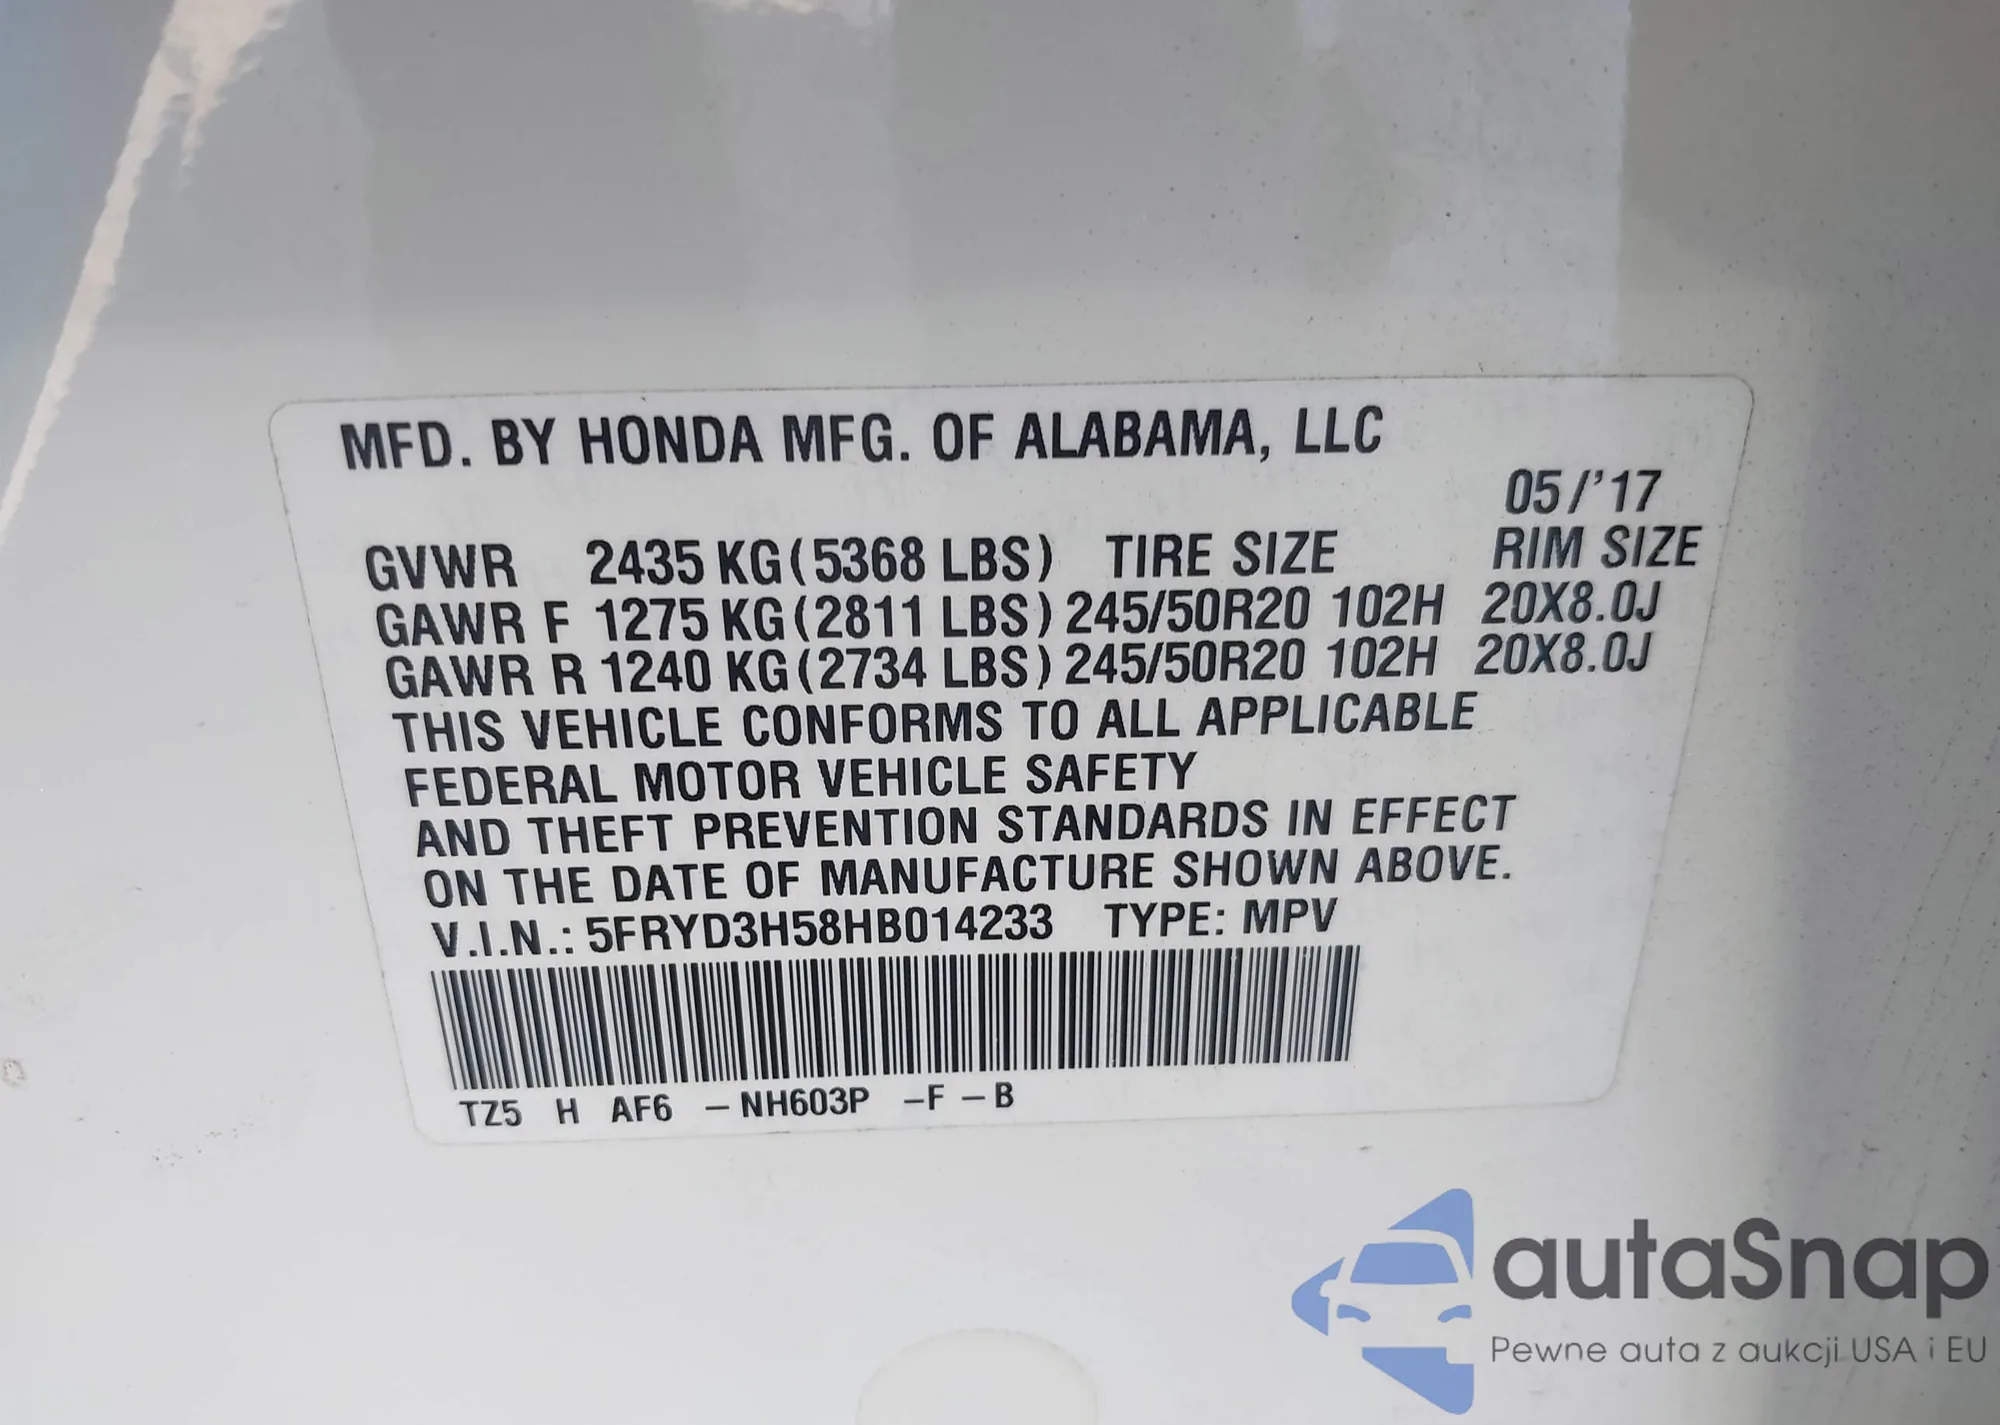 MFD. BY HONDA MFG. OF ALABAMA, LLC
05/'17
GVWR 2435 KG(5368 LBS) TIRE SIZE RIM SIZE
GAWR F 1275 KG(2811 LBS) 245/50R20 102H 20X8.0J
GAWR R 1240 KG(2734 LBS) 245/50R20 102H 20X8.0J
THIS VEHICLE CONFORMS TO ALL APPLICABLE
FEDERAL MOTOR VEHICLE SAFETY
AND THEFT PREVENTION STANDARDS IN EFFECT
ON THE DATE OF MANUFACTURE SHOWN ABOVE.
V.I.N.: 5FRYD3H58HB014233 TYPE: MPV
TZ5 H AF6 -NH603P -F -B
autaSnap
Pewne auta z aukcji USA i EU